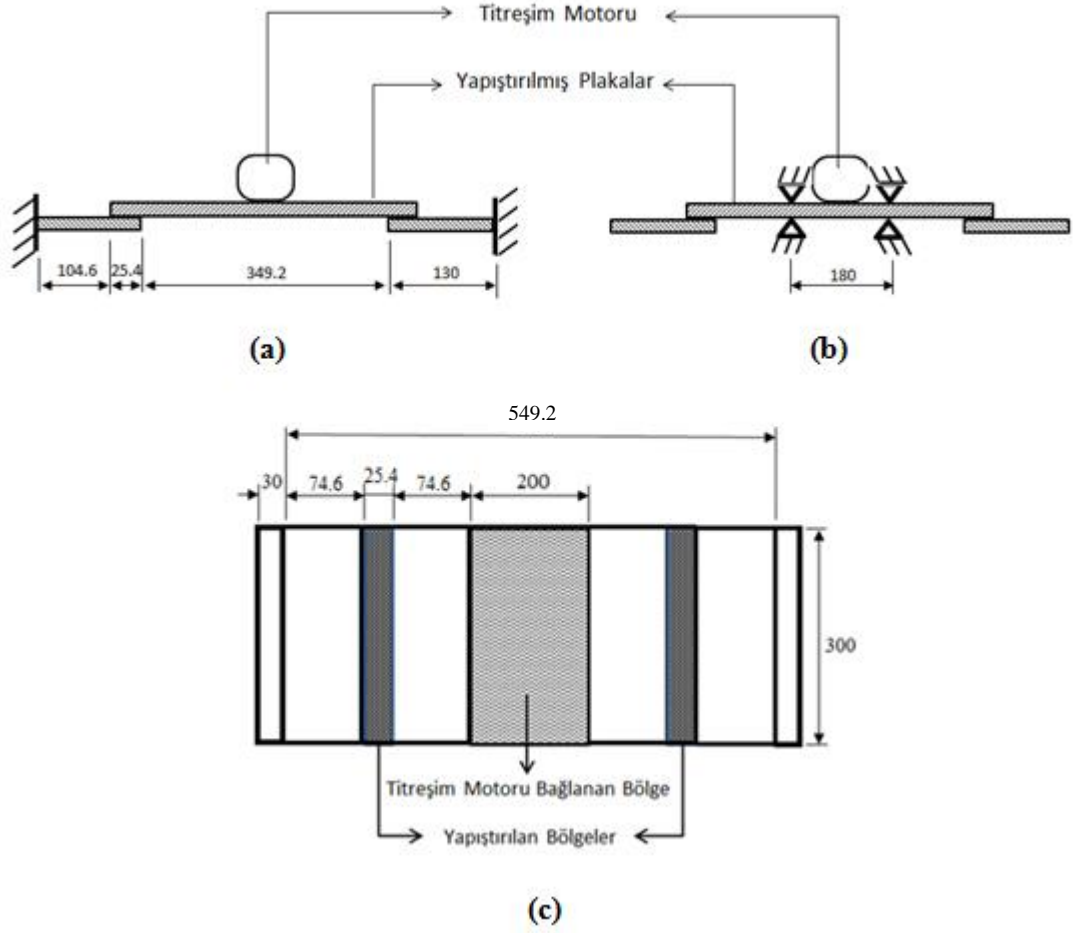 Titreşim Motoru
Yapıştırılmış Plakalar
104.6 25.4 349.2 130
180
(a) (b)
549.2
30 74.6 25.4 74.6 200
300
Titreşim Motoru Bağlanan Bölge
Yapıştırılan Bölgeler
(c)